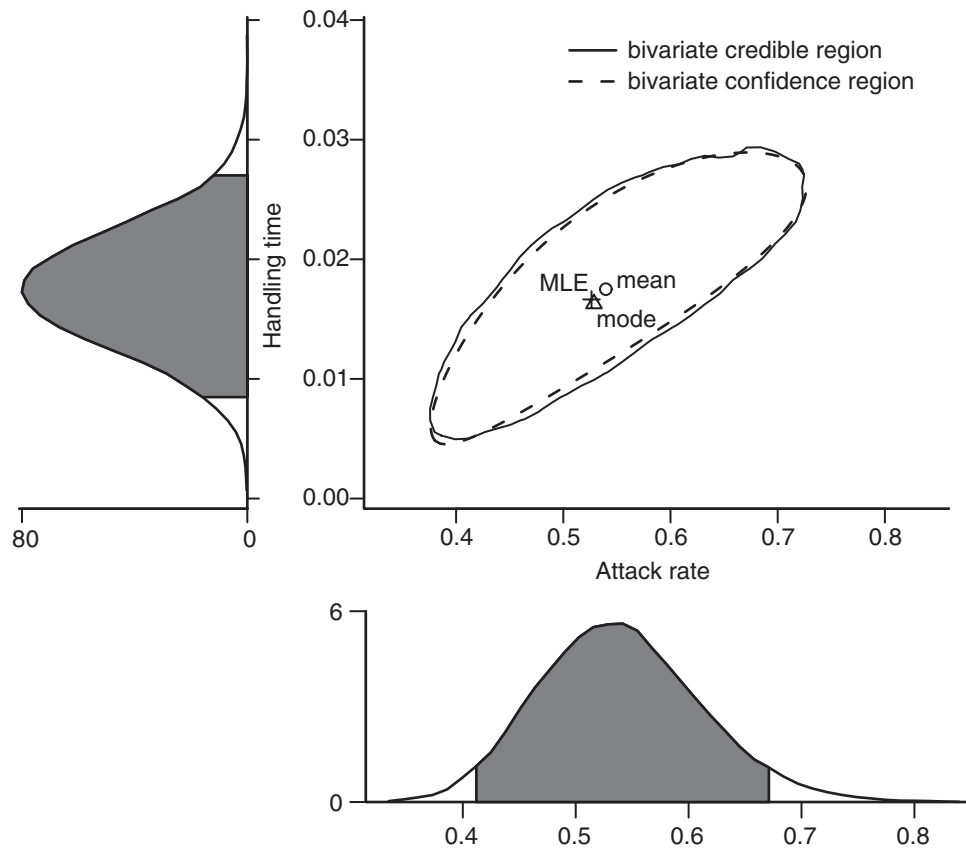 0.04
bivariate credible region
bivariate confidence region
0.03
Handling time
0.02
MLE
mean
mode
0.01
0.00
80
0
0.4
0.5
0.6
0.7
0.8
Attack rate
6
0
0.4
0.5
0.6
0.7
0.8